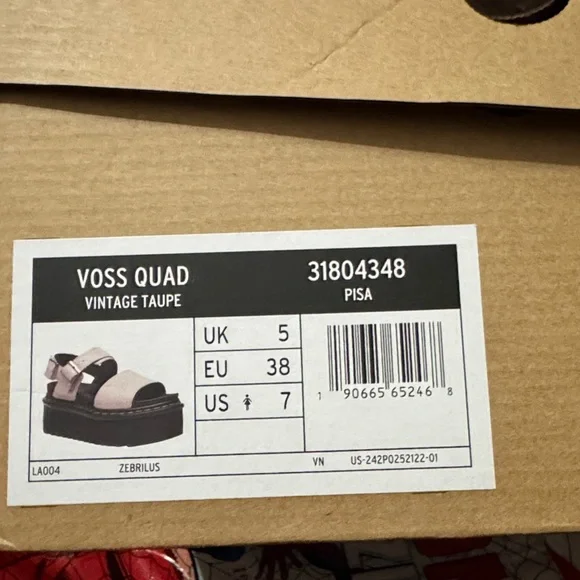 VOSS QUAD 31804348
VINTAGE TAUPE PISA
UK 5
EU 38
US 7
1 90665 65246 8
LA004 ZEBRILUS VN US-242P0252122-01